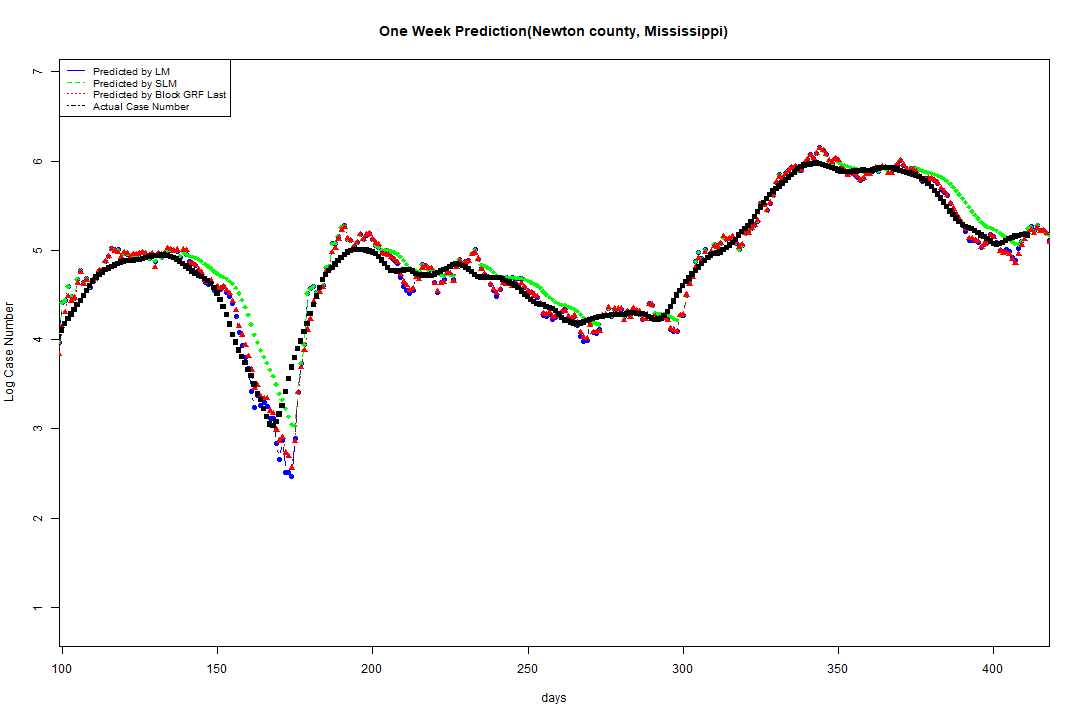 One Week Prediction(Newton county, Mississippi)
Predicted by LM
Predicted by SLM
Predicted by Block GRF Last
Actual Case Number
7
6
5
4
3
2
1
Log Case Number
100 150 200 250 300 350 400
days